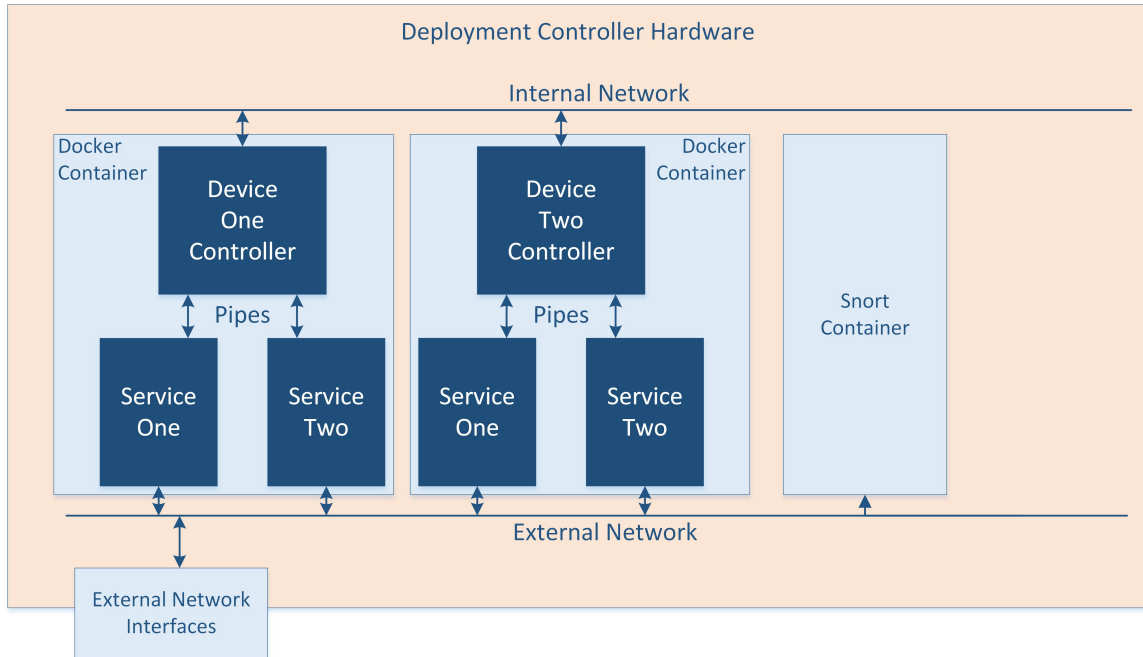 Deployment Controller Hardware
Internal Network
Docker
Container
Device
One
Controller
Pipes
Service
One
Service
Two
Docker
Container
Device
Two
Controller
Pipes
Service
One
Service
Two
Snort
Container
External Network
External Network
Interfaces